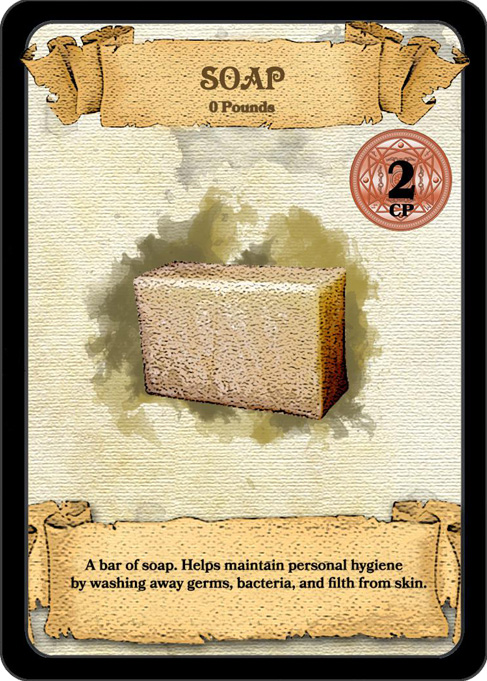 SOAP
0 Pounds
2
CP
A bar of soap. Helps maintain personal hygiene
by washing away germs, bacteria, and filth from skin.